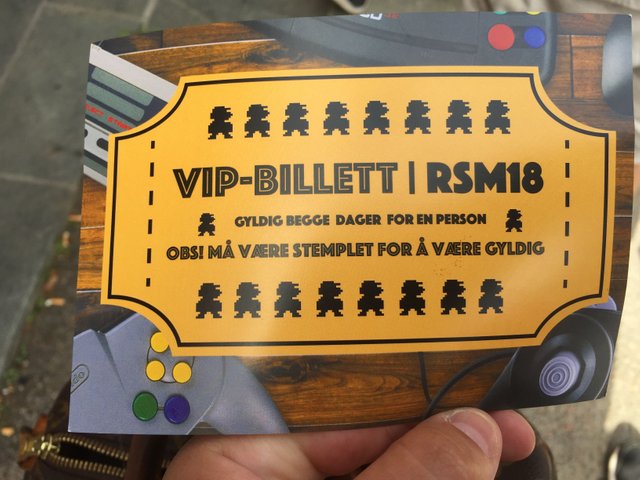 VIP-BILLETT | RSM18
GYLDIG BEGGE DAGER FOR EN PERSON
OBS! MÅ VÆRE STEMPLET FOR Å VÆRE GYLDIG